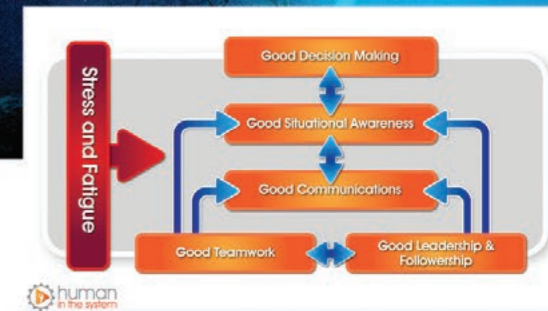 Stress and Fatigue
Good Decision Making
Good Situational Awareness
Good Communications
Good Teamwork
Good Leadership &
Followership
human
in the system